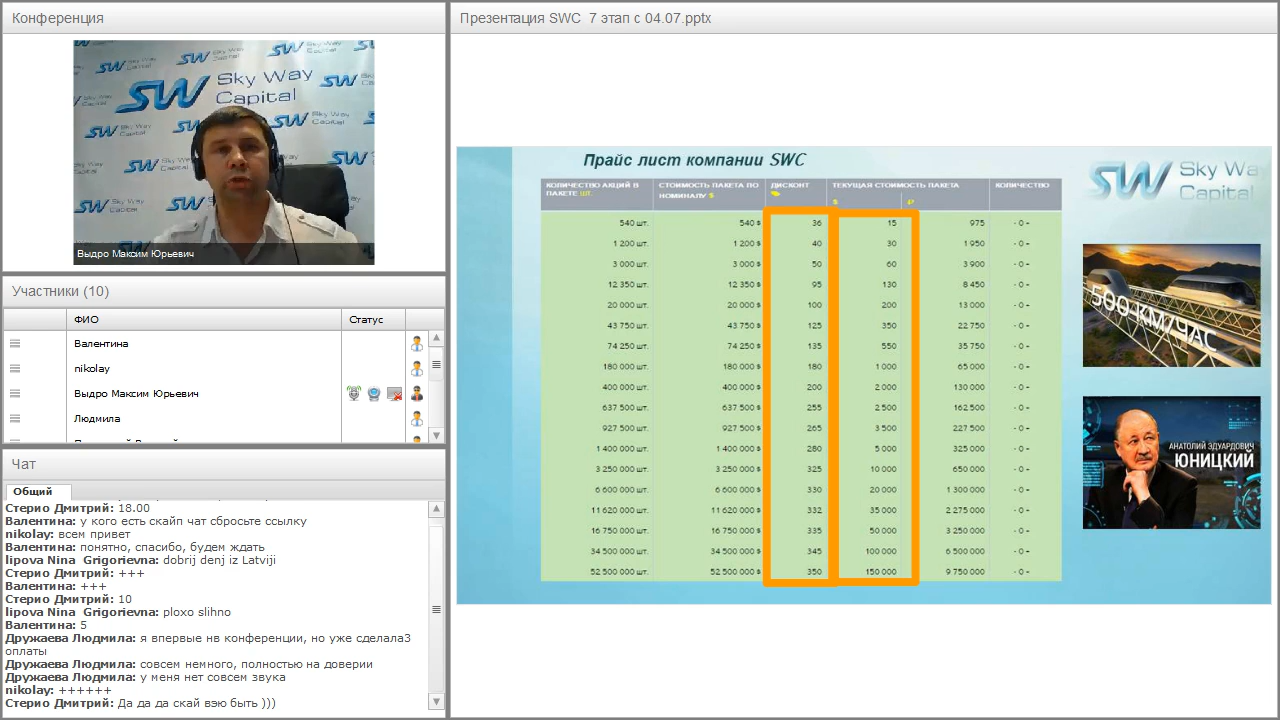 Конференция
SW Sky Way
Capital
Выдро Максим Юрьевич
Участники (10)
ФИО Статус
Валентина
nikolay
Выдро Максим Юрьевич
Людмила
Чат
Общий
Стерио Дмитрий: 18.00
Валентина: у кого есть скайп чат сбросьте ссылку
nikolay: всем привет
Валентина: понятно, спасибо, будем ждать
lipova Nina Grigorievna: dobrij denj iz Latviji
Стерио Дмитрий: +++
Валентина: +++
Стерио Дмитрий: 10
lipova Nina Grigorievna: ploxo slihno
Валентина: 5
Дружаева Людмила: я впервые нв конференции, но уже сделала3
оплаты
Дружаева Людмила: совсем немного, полностью на доверии
Дружаева Людмила: у меня нет совсем звука
nikolay: ++++++
Стерио Дмитрий: Да да да скай вэю быть )))
Презентация SWC 7 этап с 04.07.pptx
Прайс лист компании SWC
КОЛИЧЕСТВО АКЦИЙ В ПАКЕТЕ ШТ. СТОИМОСТЬ ПАКЕТА ПО НОМИНАЛУ $ ДИСКОНТ ТЕКУЩАЯ СТОИМОСТЬ ПАКЕТА $ ₽ КОЛИЧЕСТВО
540 шт. 540 $ 36 15 975 - 0 +
1 200 шт. 1 200 $ 40 30 1 950 - 0 +
3 000 шт. 3 000 $ 50 60 3 900 - 0 +
12 350 шт. 12 350 $ 95 130 8 450 - 0 +
20 000 шт. 20 000 $ 100 200 13 000 - 0 +
43 750 шт. 43 750 $ 125 350 22 750 - 0 +
74 250 шт. 74 250 $ 135 550 35 750 - 0 +
180 000 шт. 180 000 $ 180 1 000 65 000 - 0 +
400 000 шт. 400 000 $ 200 2 000 130 000 - 0 +
637 500 шт. 637 500 $ 255 2 500 162 500 - 0 +
927 500 шт. 927 500 $ 265 3 500 227 500 - 0 +
1 400 000 шт. 1 400 000 $ 280 5 000 325 000 - 0 +
3 250 000 шт. 3 250 000 $ 325 10 000 650 000 - 0 +
6 600 000 шт. 6 600 000 $ 330 20 000 1 300 000 - 0 +
11 620 000 шт. 11 620 000 $ 332 35 000 2 275 000 - 0 +
16 750 000 шт. 16 750 000 $ 335 50 000 3 250 000 - 0 +
34 500 000 шт. 34 500 000 $ 345 100 000 6 500 000 - 0 +
52 500 000 шт. 52 500 000 $ 350 150 000 9 750 000 - 0 +
SW Sky Wa
Capital
500 КМ/ЧАС
АНАТОЛИЙ ЭДУАРДОВИЧ
ЮНИЦКИЙ